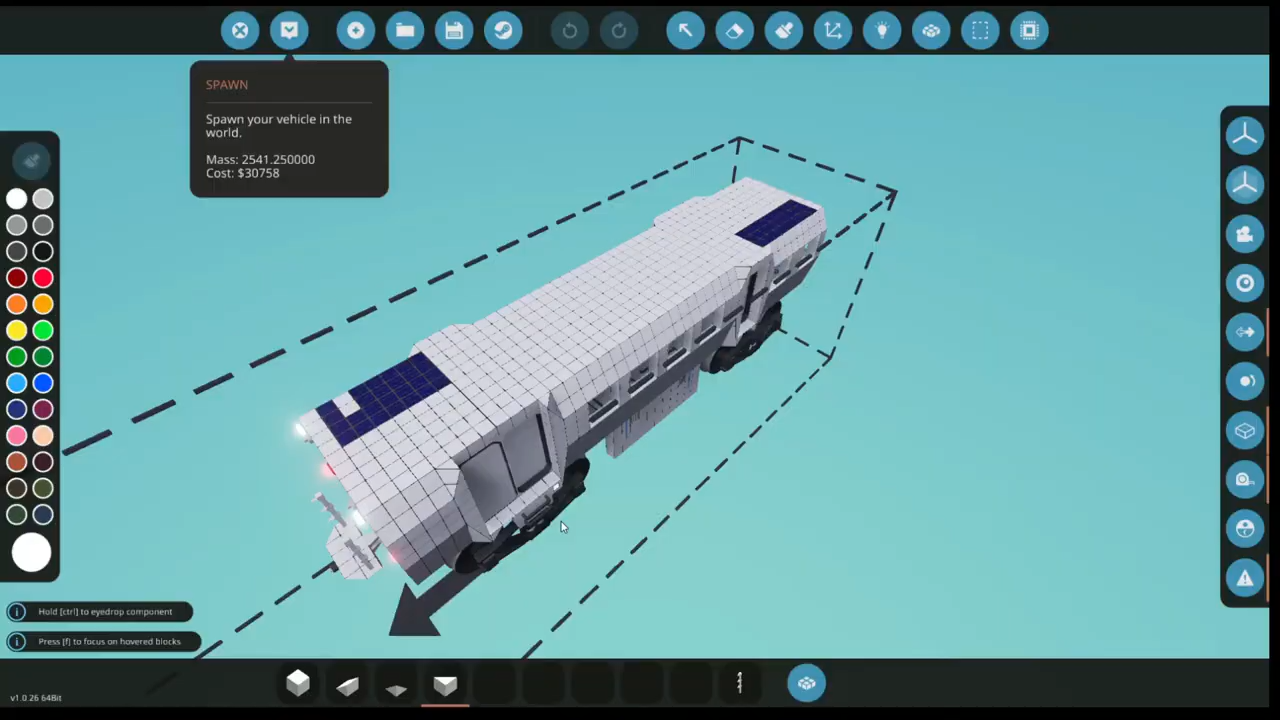 SPAWN
Spawn your vehicle in the
world.
Mass: 2541.250000
Cost: $30758
Hold [ctrl] to eyedrop component
Press [f] to focus on hovered blocks
v1.0.26 64Bit